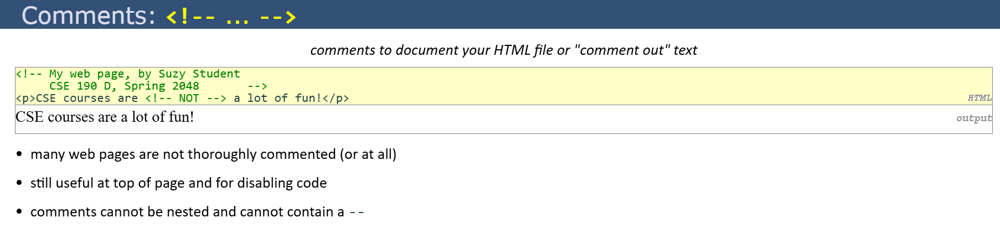 Comments: <!-- ... -->
comments to document your HTML file or "comment out" text
<!-- My web page, by Suzy Student
     CSE 190 D, Spring 2048       -->
<p>CSE courses are <!-- NOT --> a lot of fun!</p>
HTML
CSE courses are a lot of fun!
output
• many web pages are not thoroughly commented (or at all)
• still useful at top of page and for disabling code
• comments cannot be nested and cannot contain a --